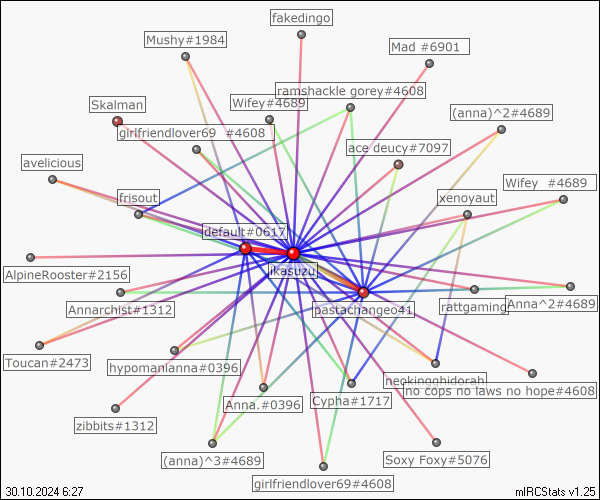 fakedingo
Mushy#1984
Mad #6901
ramshackle gorey#4608
Skalman
Wifey#4689
(anna)^2#4689
girlfriendlover69 #4608
ace deucy#7097
avelicious
Wifey #4689
frisout
xenoyaut
default#0617
ikasuzu
AlpineRooster#2156
Annarchist#1312
pastachangeo41
rattgaming
Anna^2#4689
Toucan#2473
hypomanianna#0396
neokingghidorah
no cops no laws no hope#4608
Anna.#0396
Cypha#1717
zibbits#1312
(anna)^3#4689
Soxy Foxy#5076
girlfriendlover69#4608
30.10.2024 6:27
mIRCStats v1.25